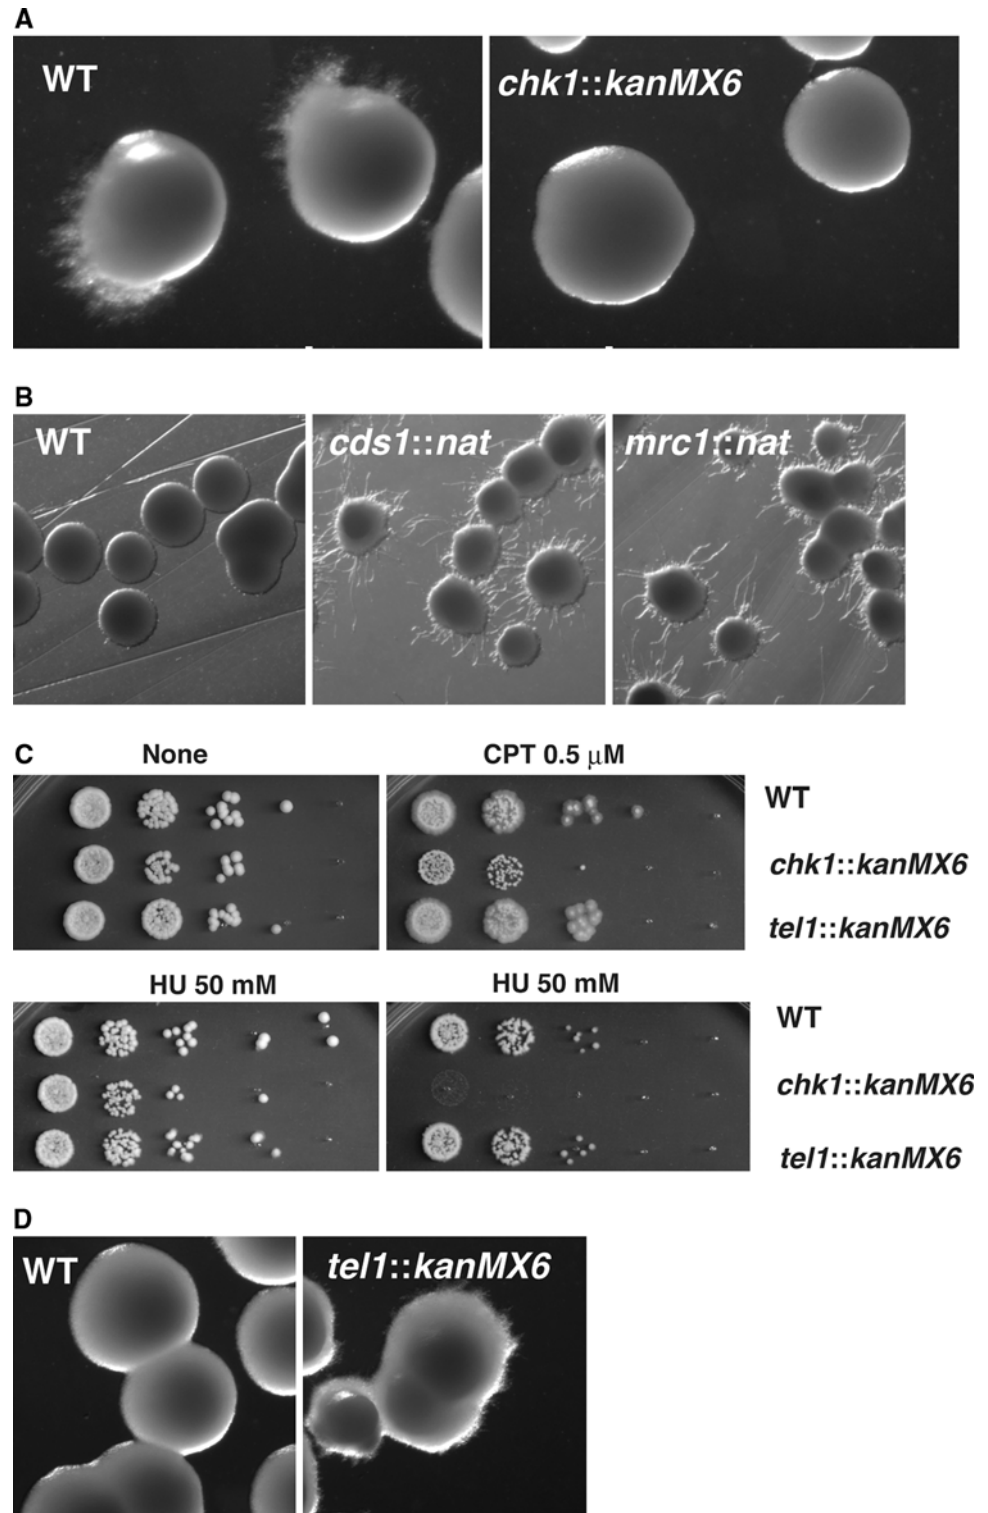 A
WT
chk1::kanMX6
B
WT
cds1::nat
mrc1::nat
C
None
CPT 0.5 μM
WT
chk1::kanMX6
tel1::kanMX6
HU 50 mM
HU 50 mM
WT
chk1::kanMX6
tel1::kanMX6
D
WT
tel1::kanMX6